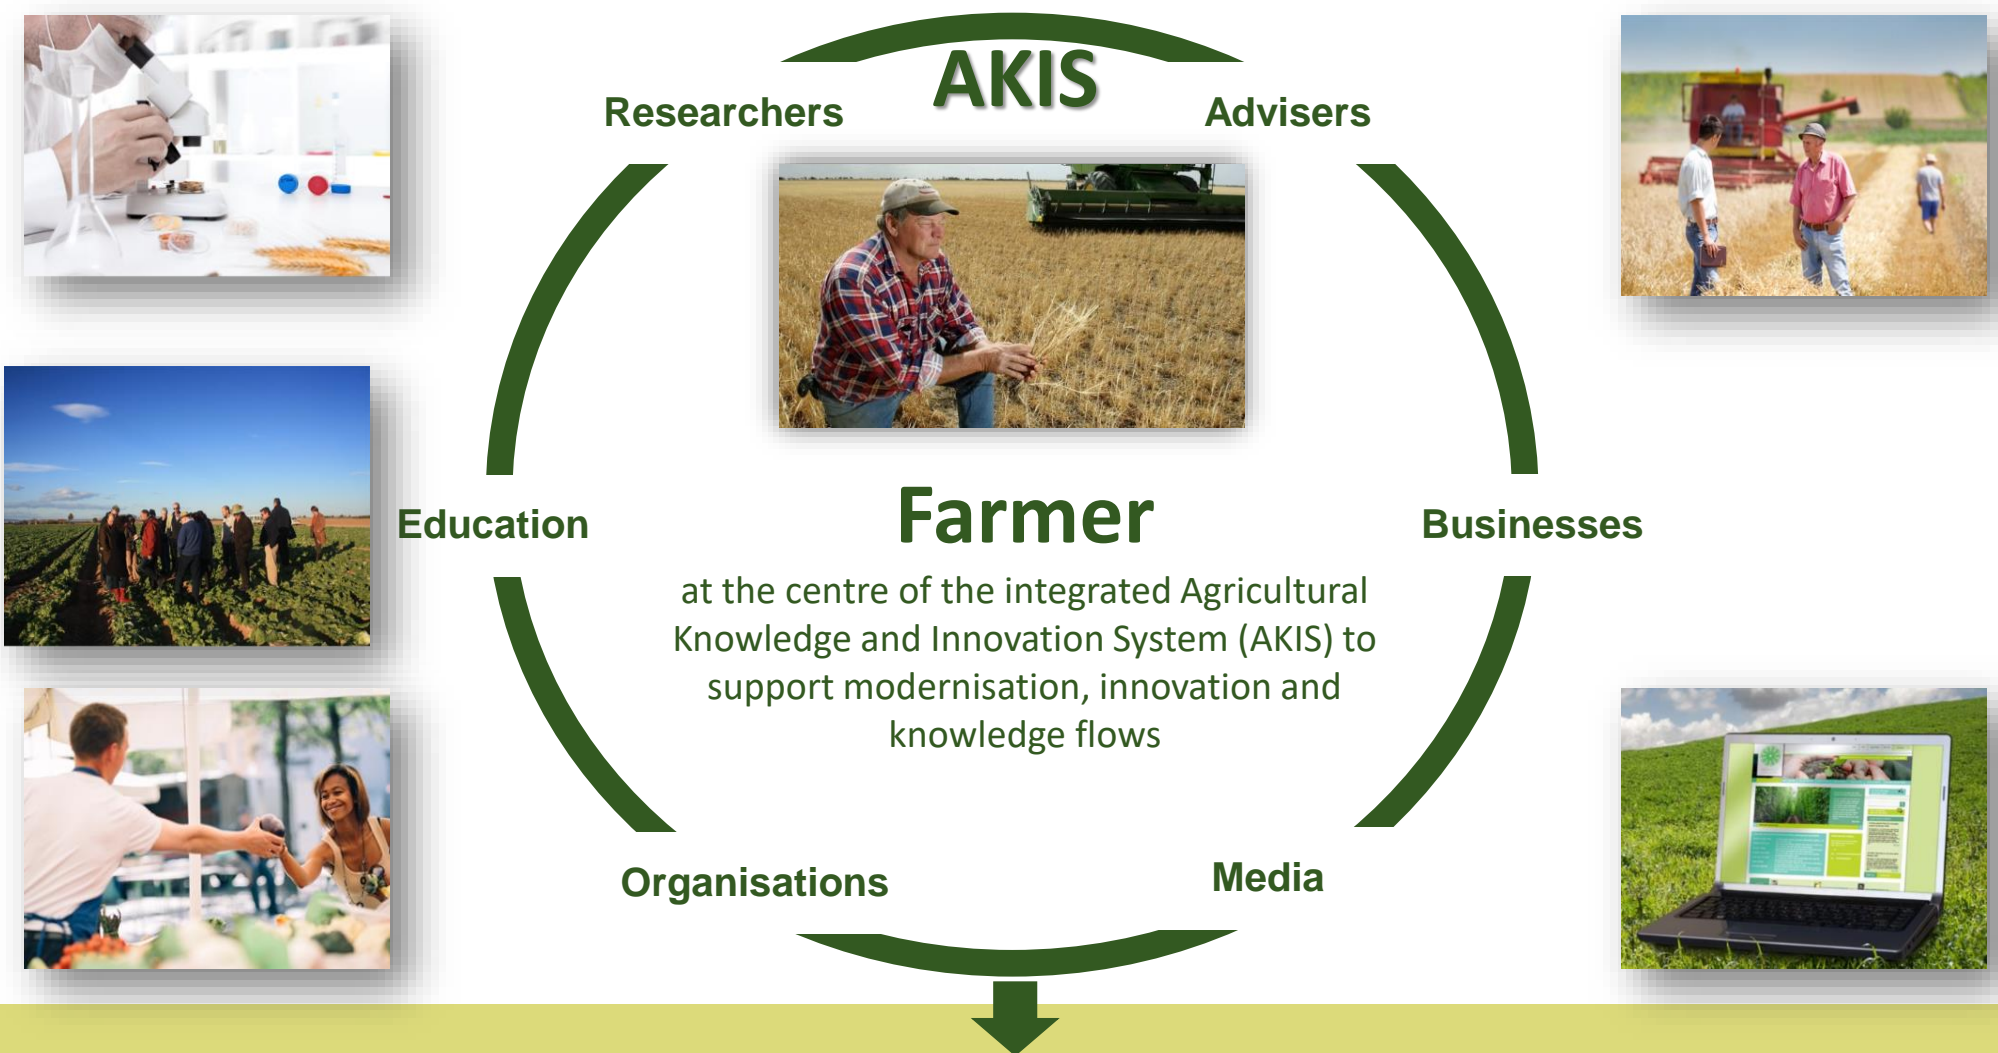 AKIS
Researchers
Advisers
Education
Farmer
Businesses
at the centre of the integrated Agricultural
Knowledge and Innovation System (AKIS) to
support modernisation, innovation and
knowledge flows
Organisations
Media